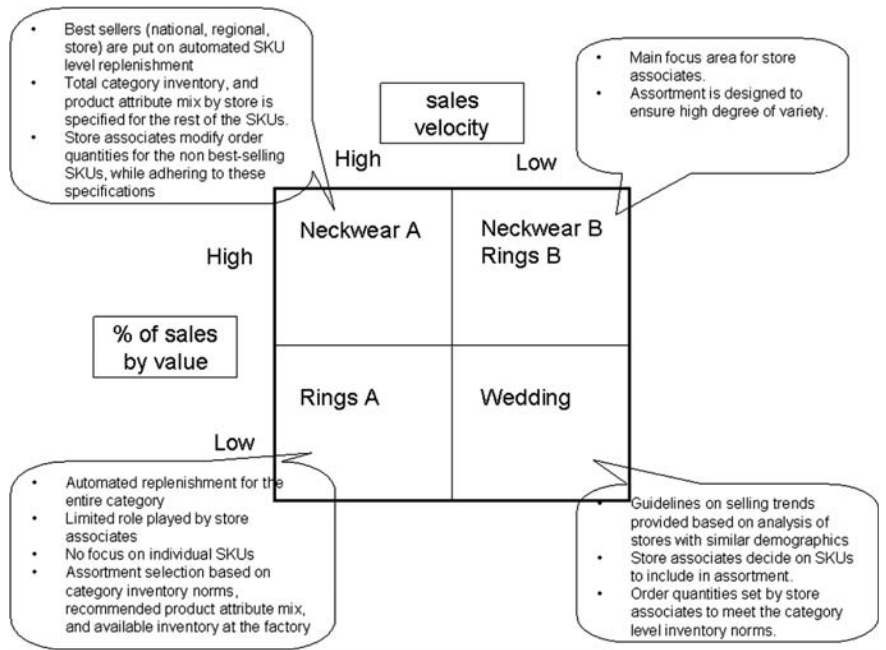 • Best sellers (national, regional,
store) are put on automated SKU
level replenishment
• Total category inventory, and
product attribute mix by store is
specified for the rest of the SKUs.
• Store associates modify order
quantities for the non best-selling
SKUs, while adhering to these
specifications
• Main focus area for store
associates.
• Assortment is designed to
ensure high degree of variety.
sales
velocity
High
Low
High
Neckwear A
Neckwear B
Rings B
% of sales
by value
Rings A
Wedding
Low
• Automated replenishment for the
entire category
• Limited role played by store
associates
• No focus on individual SKUs
• Assortment selection based on
category inventory norms,
recommended product attribute mix,
and available inventory at the factory
• Guidelines on selling trends
provided based on analysis of
stores with similar demographics
• Store associates decide on SKUs
to include in assortment.
• Order quantities set by store
associates to meet the category
level inventory norms.